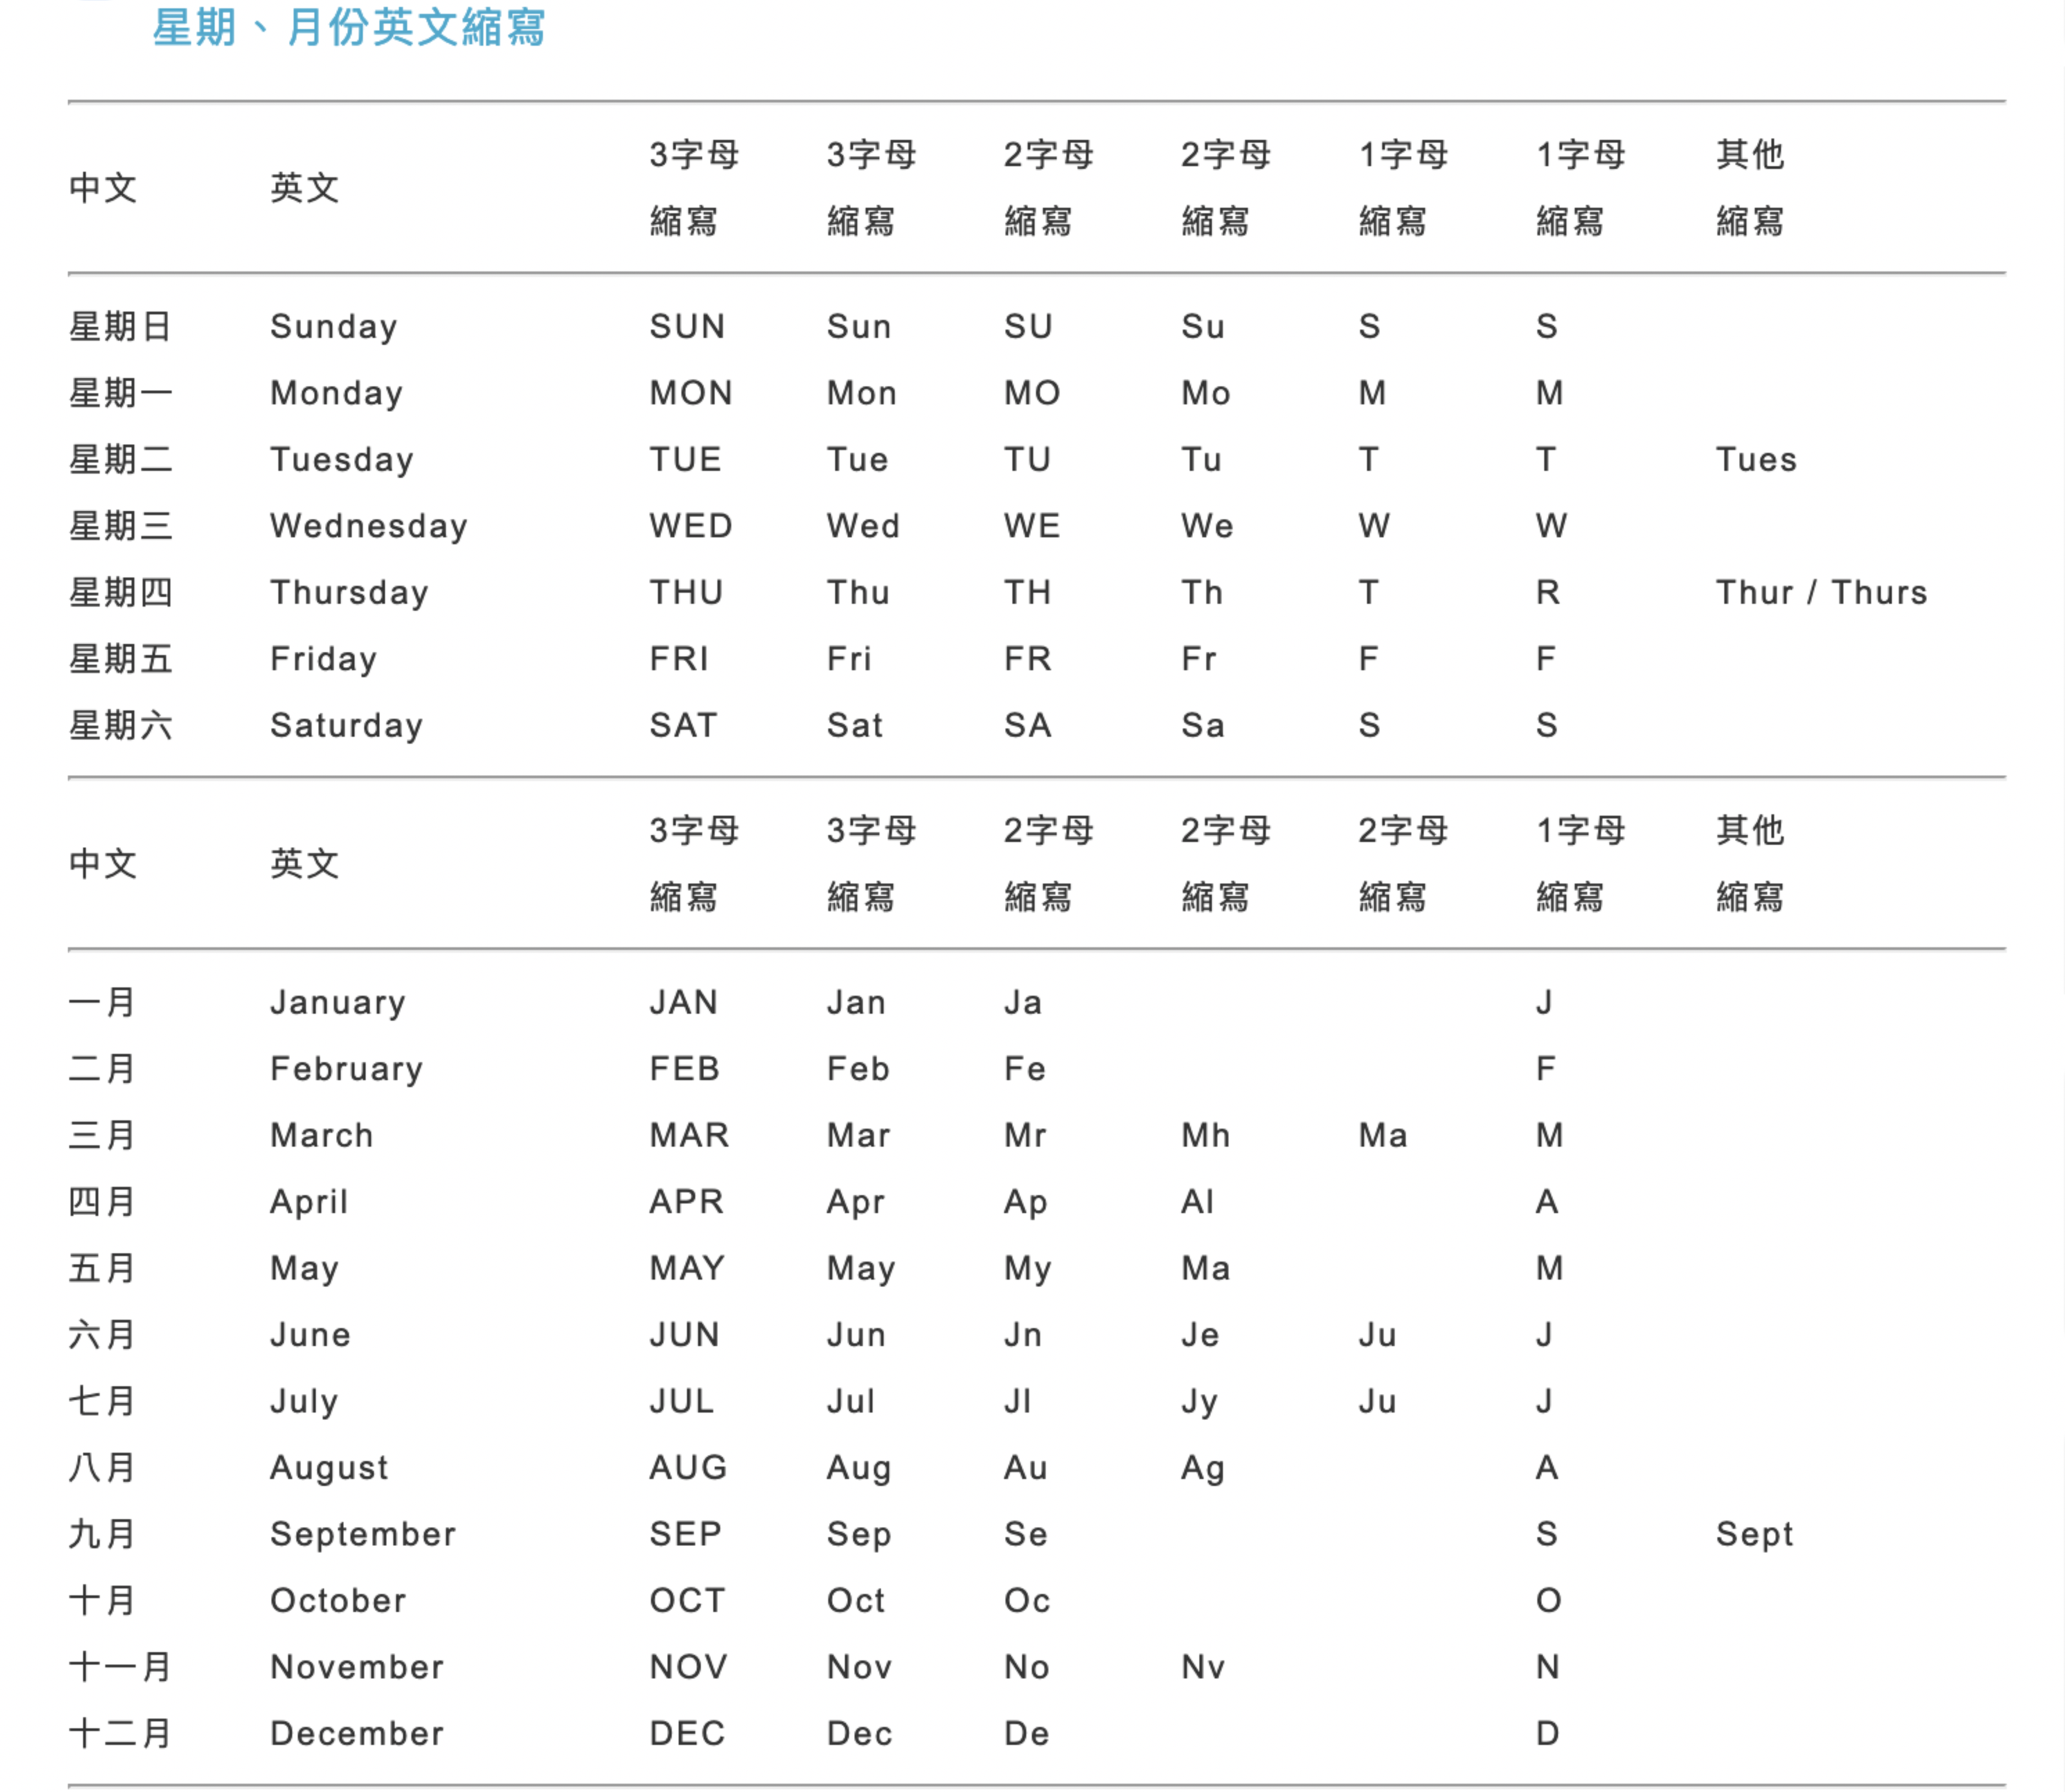 星期、月份英文縮寫
中文 英文 3字母縮寫 3字母縮寫 2字母縮寫 2字母縮寫 1字母縮寫 1字母縮寫 其他縮寫
星期日 Sunday SUN Sun SU Su S S
星期一 Monday MON Mon MO Mo M M
星期二 Tuesday TUE Tue TU Tu T T Tues
星期三 Wednesday WED Wed WE We W W
星期四 Thursday THU Thu TH Th T R Thur / Thurs
星期五 Friday FRI Fri FR Fr F F
星期六 Saturday SAT Sat SA Sa S S
中文 英文 3字母縮寫 3字母縮寫 2字母縮寫 2字母縮寫 2字母縮寫 1字母縮寫 其他縮寫
一月 January JAN Jan Ja J
二月 February FEB Feb Fe F
三月 March MAR Mar Mr Mh Ma M
四月 April APR Apr Ap Al A
五月 May MAY May My Ma M
六月 June JUN Jun Jn Je Ju J
七月 July JUL Jul Jl Jy Ju J
八月 August AUG Aug Au Ag A
九月 September SEP Sep Se S Sept
十月 October OCT Oct Oc O
十一月 November NOV Nov No Nv N
十二月 December DEC Dec De D